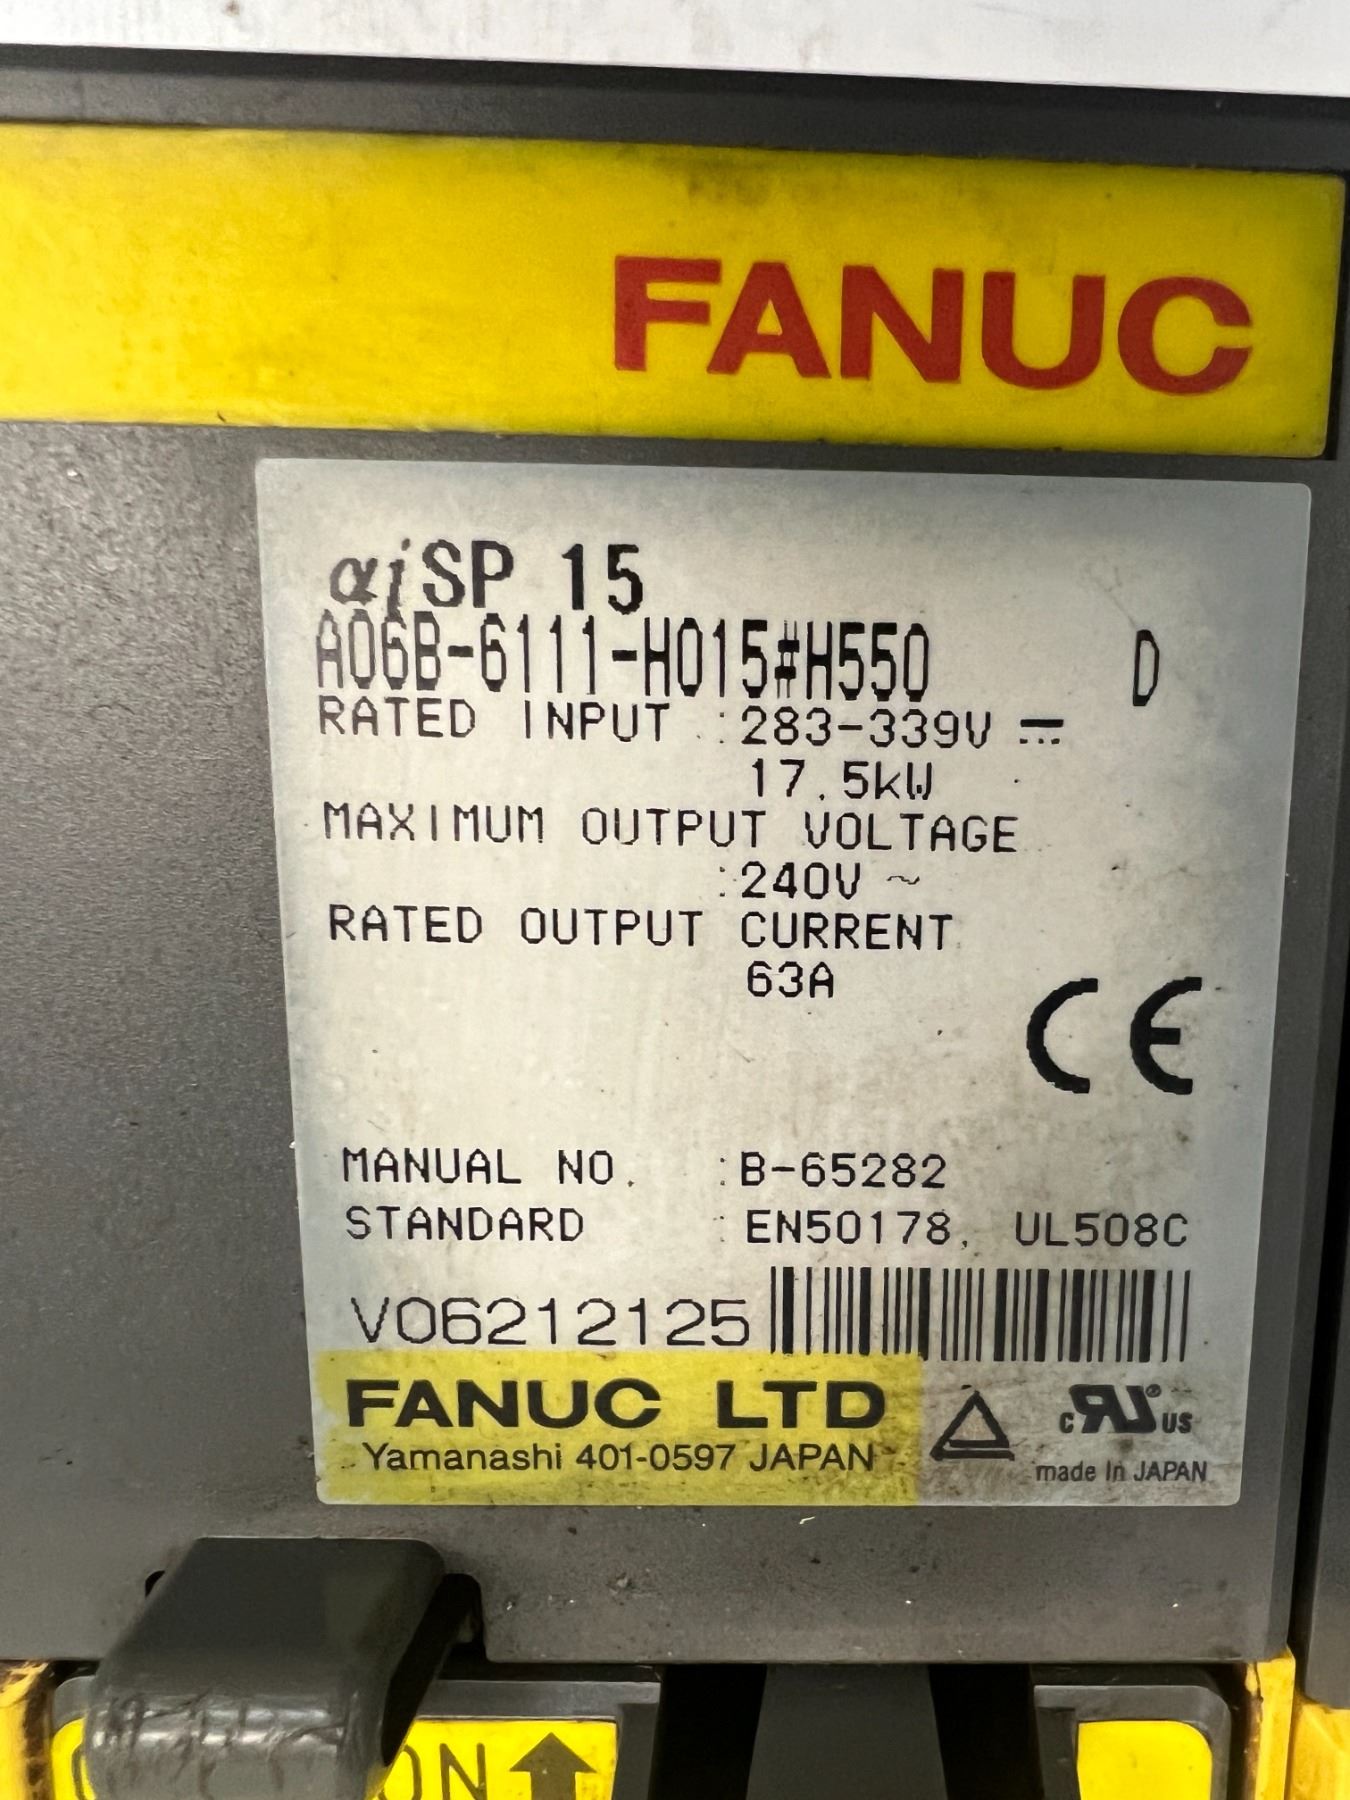 FANUC
αiSP 15
A06B-6111-H015#H550 D
RATED INPUT : 283-339V ⎓
17.5kW
MAXIMUM OUTPUT VOLTAGE
: 240V ~
RATED OUTPUT CURRENT
63A
CE
MANUAL NO. : B-65282
STANDARD : EN50178, UL508C
V06212125
FANUC LTD
Yamanashi 401-0597 JAPAN
c RU ® US
made in JAPAN
ON